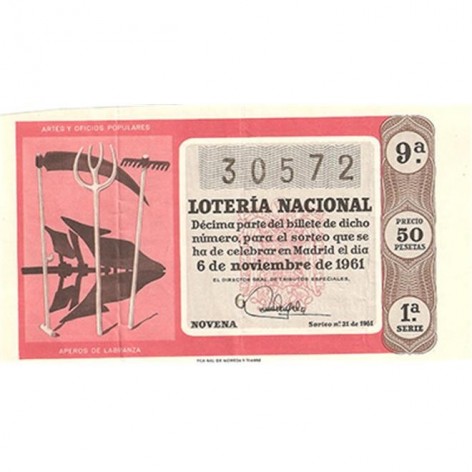 ARTES Y OFICIOS POPULARES
APEROS DE LABRANZA
30572
LOTERÍA NACIONAL
Décima parte del billete de dicho
número, para el sorteo que se
ha de celebrar en Madrid el día
6 de noviembre de 1961
EL DIRECTOR GRAL. DE TRIBUTOS ESPECIALES,
NOVENA
Sorteo n.º 31 de 1961
9ª.
PRECIO
50
PESETAS
1ª.
SERIE